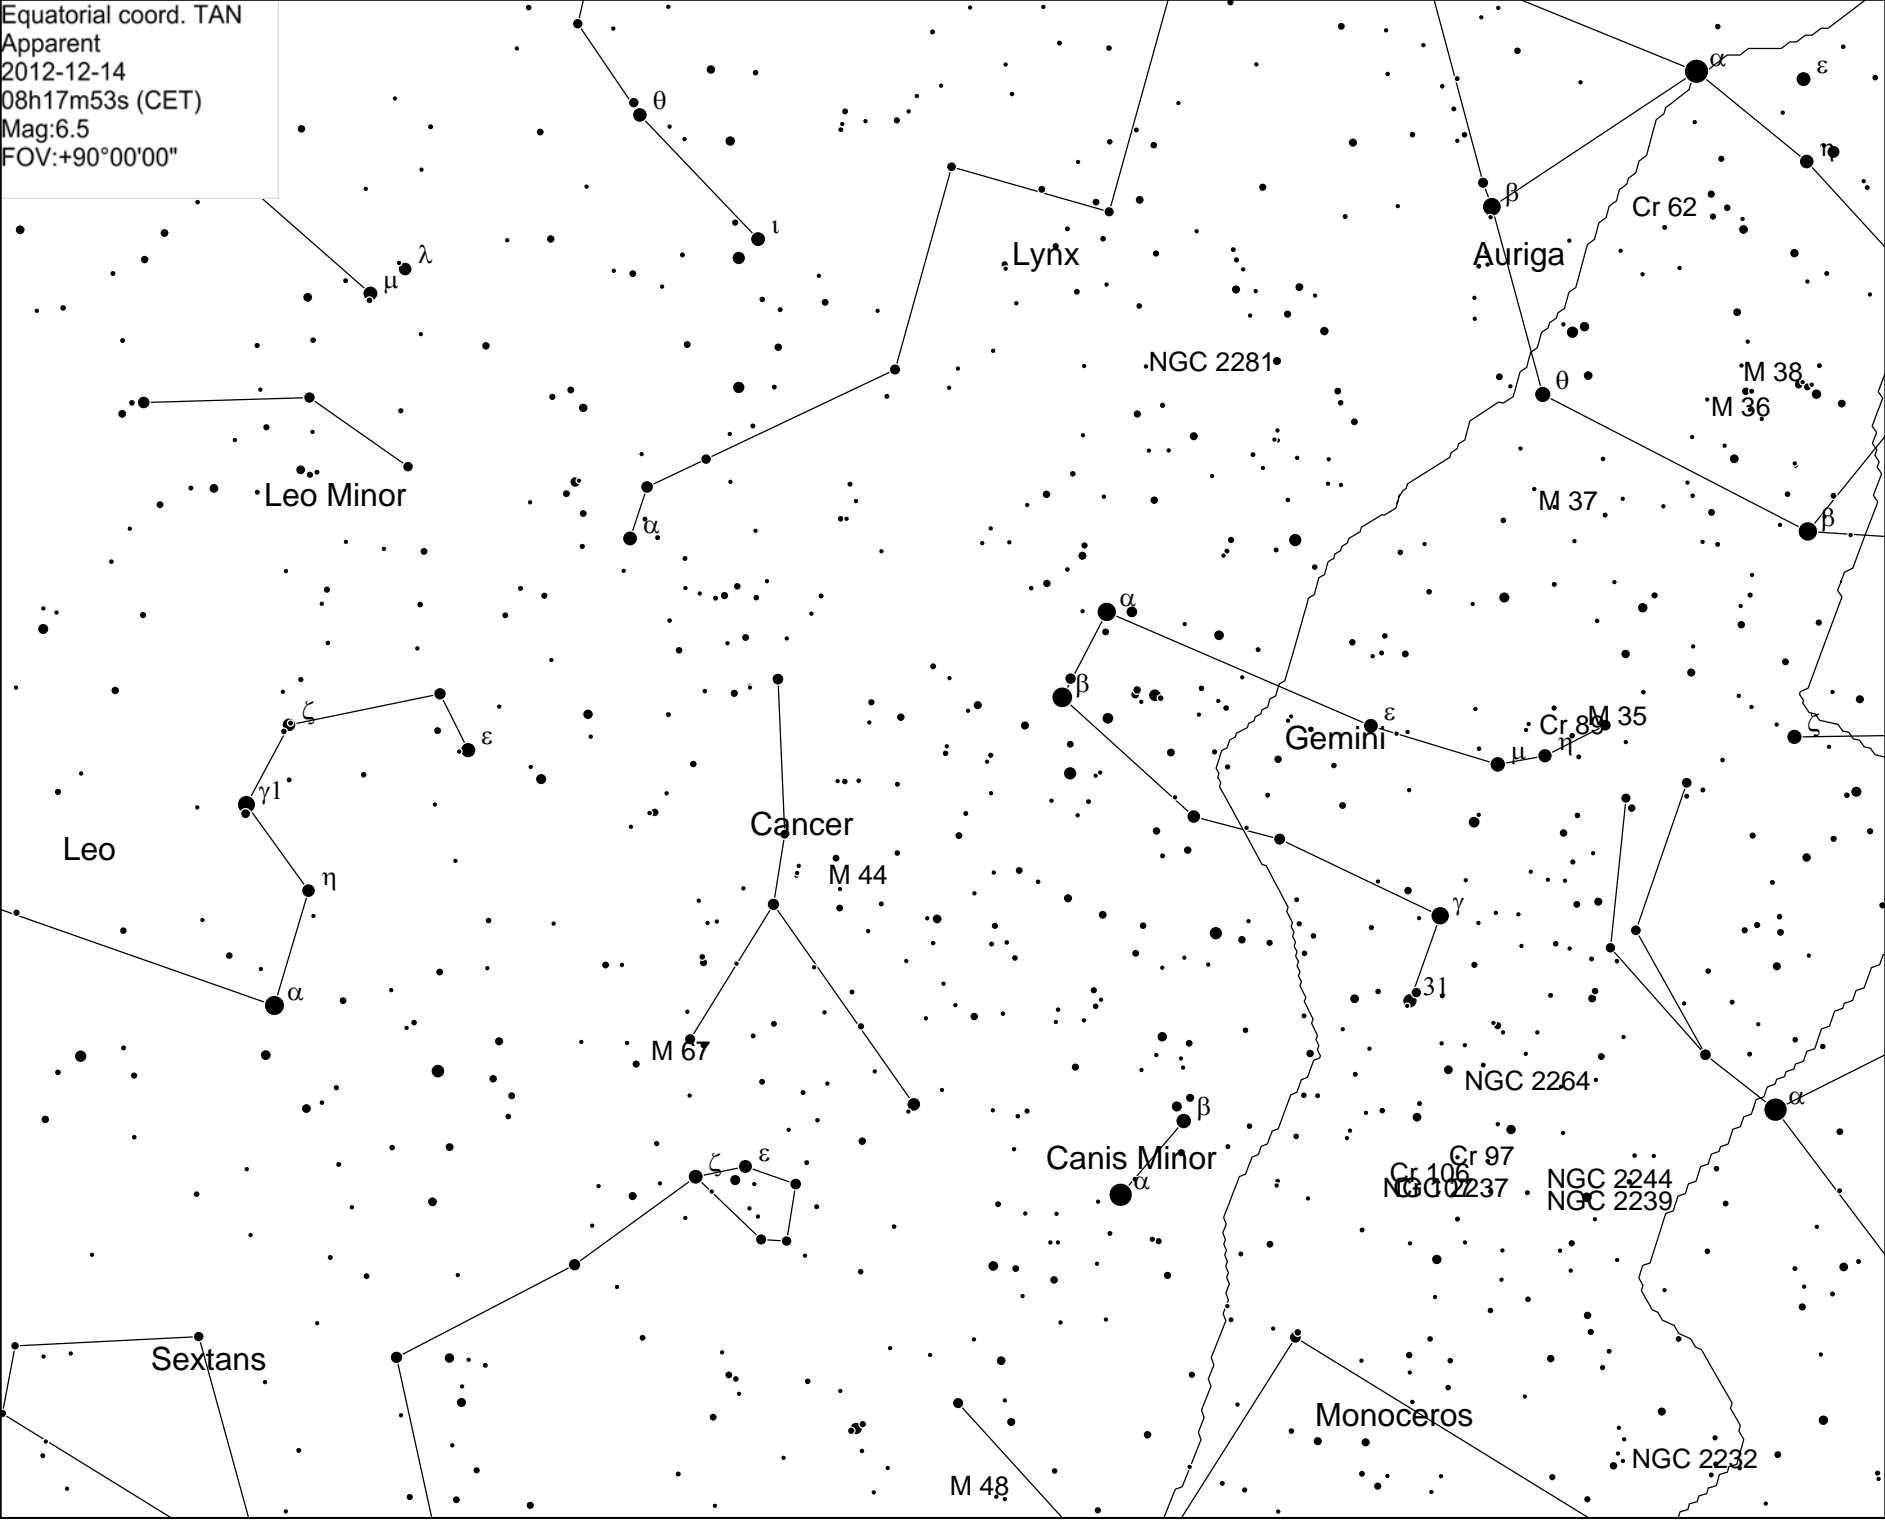 Equatorial coord. TAN
Apparent
2012-12-14
08h17m53s (CET)
Mag:6.5
FOV:+90°00'00"
α
ε
θ
η
β
Cr 62
ι
λ
Lynx
Auriga
μ
NGC 2281
M 38
θ
M 36
Leo Minor
M 37
α
β
α
β
ζ
ε
ε
Gemini
Cr 89
M 35
ζ
μ
η
γ1
Cancer
Leo
M 44
η
γ
α
31
M 67
NGC 2264
α
β
Canis Minor
ε
ζ
Cr 97
Cr 106
α
NGC 2237
NGC 2244
NGC 2239
Sextans
Monoceros
NGC 2232
M 48